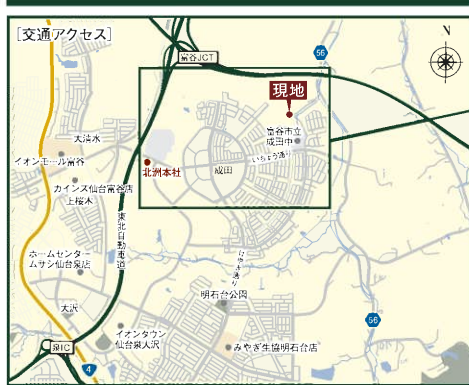 [交通アクセス]
N
56
富谷JCT
現地
大清水
富谷市立
成田中
イオンモール富谷
いちょう通り
北洲本社
成田
カインズ仙台富谷店
上桜木
東北自動車道
ホームセンター
ムサシ仙台泉店
けやき通り
明石台公園
大沢
56
イオンタウン
仙台泉大沢
泉IC
みやぎ生協明石台店
4